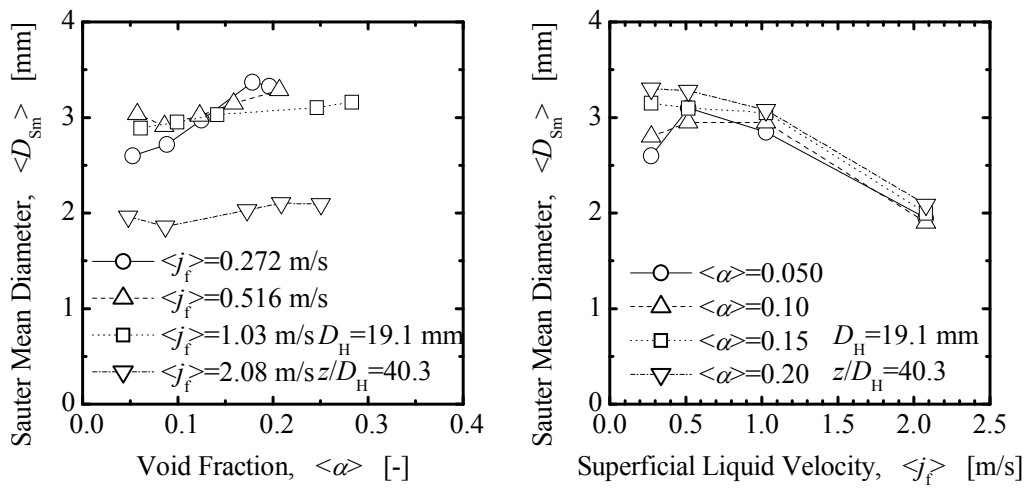 Sauter Mean Diameter, <D_Sm> [mm]
4
3
2
1
0
<j_f>=0.272 m/s
<j_f>=0.516 m/s
<j_f>=1.03 m/s D_H=19.1 mm
<j_f>=2.08 m/s z/D_H=40.3
0.0 0.1 0.2 0.3 0.4
Void Fraction, <α> [-]
Sauter Mean Diameter, <D_Sm> [mm]
4
3
2
1
0
<α>=0.050
<α>=0.10
<α>=0.15 D_H=19.1 mm
<α>=0.20 z/D_H=40.3
0.0 0.5 1.0 1.5 2.0 2.5
Superficial Liquid Velocity, <j_f> [m/s]